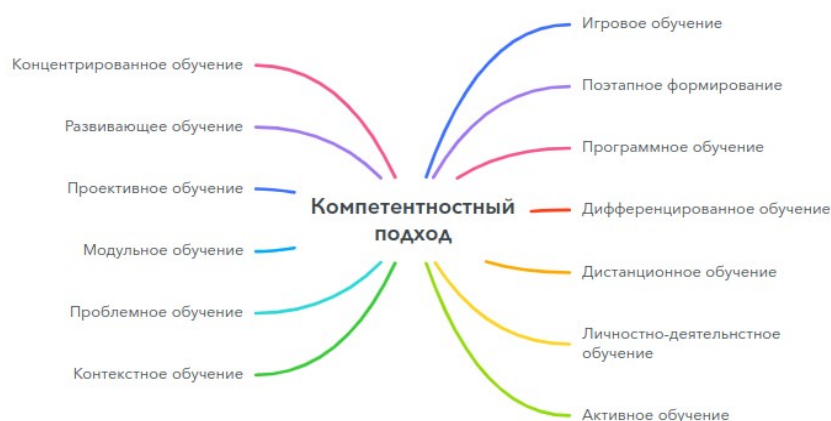 Концентрированное обучение
Развивающее обучение
Проективное обучение
Модульное обучение
Проблемное обучение
Контекстное обучение
Компетентностный
подход
Игровое обучение
Поэтапное формирование
Программное обучение
Дифференцированное обучение
Дистанционное обучение
Личностно-деятельнстное
обучение
Активное обучение